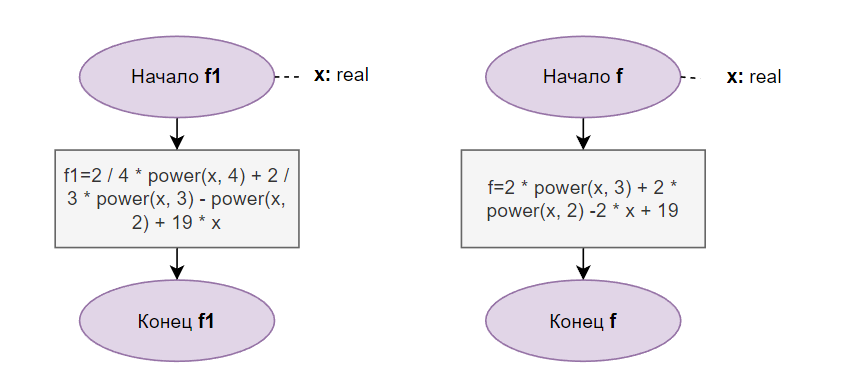 Начало f1
x: real
f1=2 / 4 * power(x, 4) + 2 /
3 * power(x, 3) - power(x,
2) + 19 * x
Конец f1
Начало f
x: real
f=2 * power(x, 3) + 2 *
power(x, 2) -2 * x + 19
Конец f